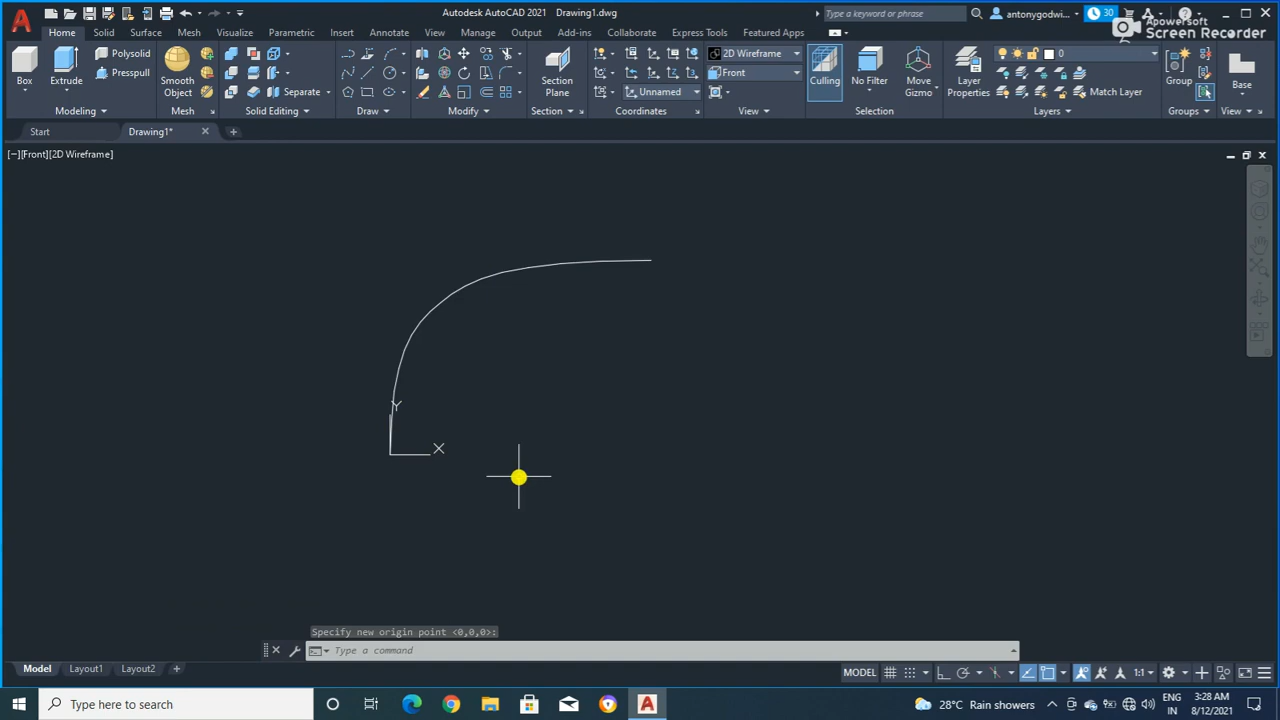 Autodesk AutoCAD 2021   Drawing1.dwg
Type a keyword or phrase
antonygodwi...
30
Apowersoft
Screen Recorder
Home
Solid
Surface
Mesh
Visualize
Parametric
Insert
Annotate
View
Manage
Output
Add-ins
Collaborate
Express Tools
Featured Apps
Box
Extrude
Polysolid
Presspull
Smooth
Object
Separate
Section
Plane
Unnamed
2D Wireframe
Front
Culling
No Filter
Move
Gizmo
Layer
Properties
0
Match Layer
Group
Base
Modeling
Mesh
Solid Editing
Draw
Modify
Section
Coordinates
View
Selection
Layers
Groups
View
Start
Drawing1*
[−][Front][2D Wireframe]
Y
X
Specify new origin point <0,0,0>:
Type a command
Model
Layout1
Layout2
MODEL
1:1
Type here to search
28°C Rain showers
ENG
IN
3:28 AM
8/12/2021